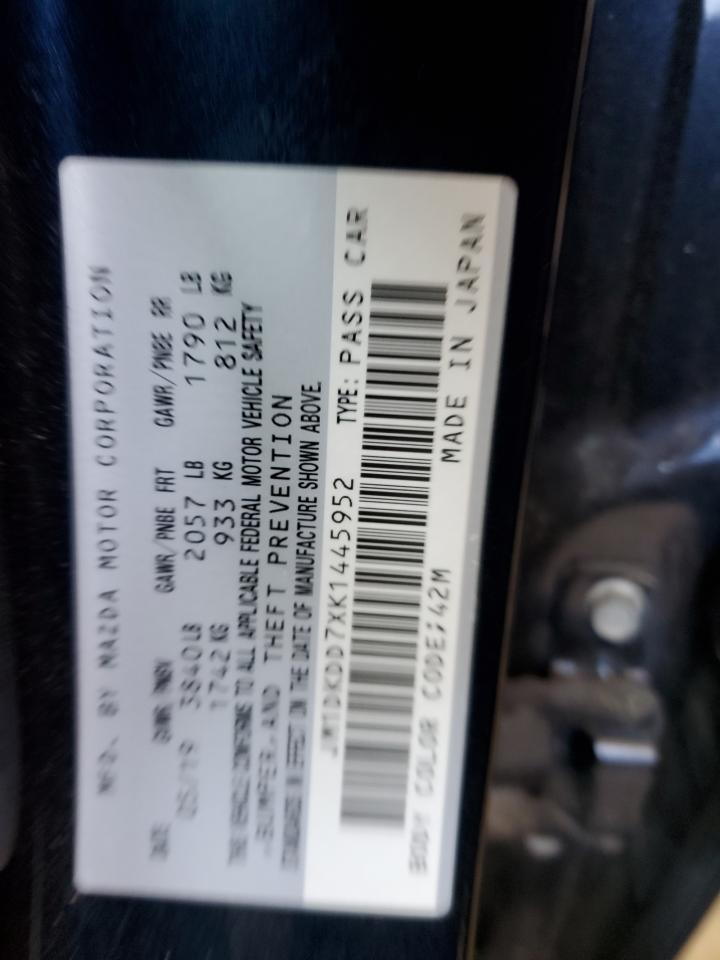 MFD. BY MAZDA MOTOR CORPORATION
DATE GVWR/PNBV GAWR/PNBE FRT GAWR/PNBE RR
05/19 3840LB 2057 LB 1790 LB
1742 KG 933 KG 812 KG
THIS VEHICLE CONFORMS TO ALL APPLICABLE FEDERAL MOTOR VEHICLE SAFETY
,BUMPER, AND THEFT PREVENTION
STANDARDS IN EFFECT ON THE DATE OF MANUFACTURE SHOWN ABOVE.
JM1DKDD7XK1445952 TYPE: PASS CAR
BODY COLOR CODE:42M MADE IN JAPAN